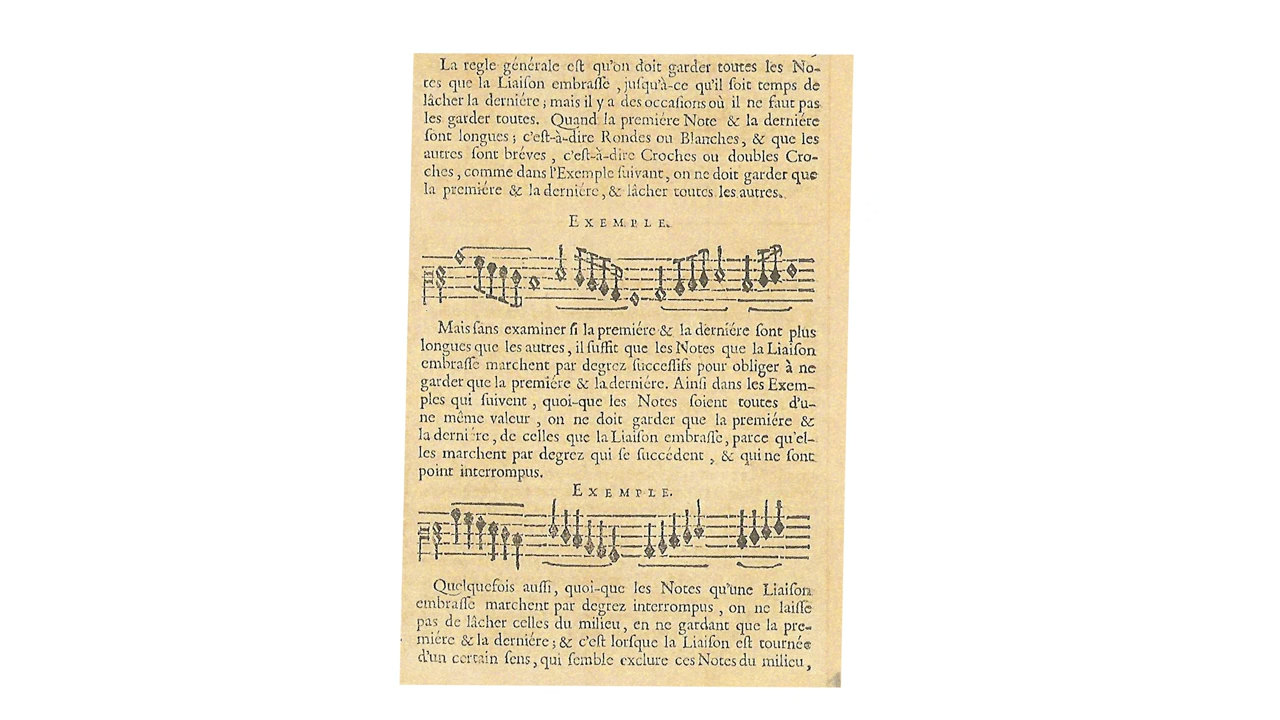 La regle générale eſt qu'on doit garder toutes les No-
tes que la Liaiſon embraſſe, juſqu'à-ce qu'il ſoit temps de
lâcher la derniére; mais il y a des occaſions où il ne faut pas
les garder toutes. Quand la premiére Note & la derniére
ſont longues; c'eſt-à-dire Rondes ou Blanches, & que les
autres ſont bréves, c'eſt-à-dire Croches ou doubles Cro-
ches, comme dans l'Exemple ſuivant, on ne doit garder que
la premiére & la derniére, & lâcher toutes les autres.
EXEMPLE.
Mais ſans examiner ſi la premiére & la derniére ſont plus
longues que les autres, il ſuffit que les Notes que la Liaiſon
embraſſe marchent par degrez ſucceſſifs pour obliger à ne
garder que la premiére & la derniére. Ainſi dans les Exem-
ples qui ſuivent, quoi-que les Notes ſoient toutes d'u-
ne même valeur, on ne doit garder que la premiére &
la derniére, de celles que la Liaiſon embraſſe, parce qu'el-
les marchent par degrez qui ſe ſuccédent, & qui ne ſont
point interrompus.
EXEMPLE.
Quelquefois auſſi, quoi-que les Notes qu'une Liaiſon
embraſſe marchent par degrez interrompus, on ne laiſſe
pas de lâcher celles du milieu, en ne gardant que la pre-
miére & la derniére; & c'eſt lorſque la Liaiſon eſt tournée
d'un certain ſens, qui ſemble exclure ces Notes du milieu,